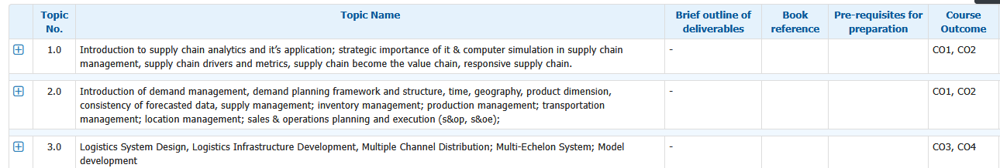 Topic No.
Topic Name
Brief outline of deliverables
Book reference
Pre-requisites for preparation
Course Outcome
1.0
Introduction to supply chain analytics and it's application; strategic importance of it & computer simulation in supply chain
management, supply chain drivers and metrics, supply chain become the value chain, responsive supply chain.
-
CO1, CO2
2.0
Introduction of demand management, demand planning framework and structure, time, geography, product dimension,
consistency of forecasted data, supply management; inventory management; production management; transportation
management; location management; sales & operations planning and execution (s&op, s&oe);
-
CO1, CO2
3.0
Logistics System Design, Logistics Infrastructure Development, Multiple Channel Distribution; Multi-Echelon System; Model
development
-
CO3, CO4